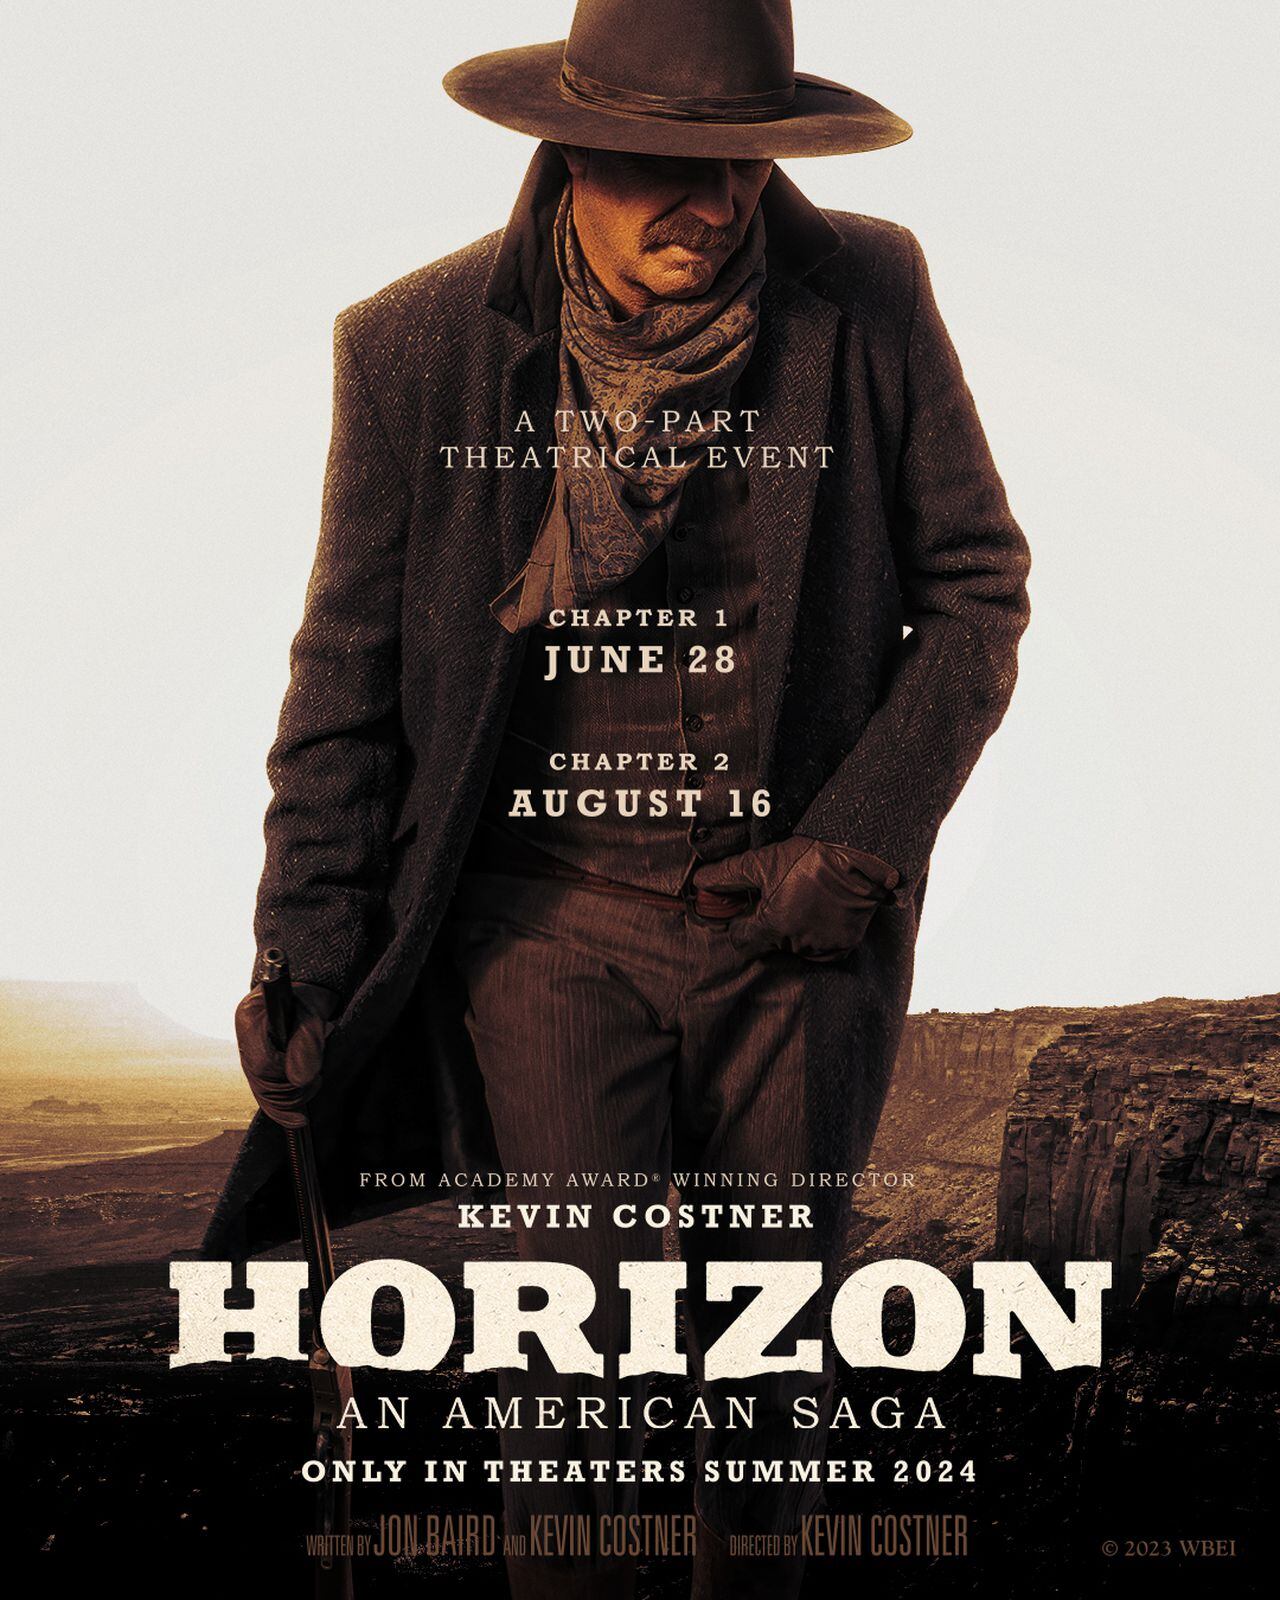 A TWO-PART
THEATRICAL EVENT
CHAPTER 1
JUNE 28
CHAPTER 2
AUGUST 16
FROM ACADEMY AWARD® WINNING DIRECTOR
KEVIN COSTNER
HORIZON
AN AMERICAN SAGA
ONLY IN THEATERS SUMMER 2024
WRITTEN BY JON BAIRD AND KEVIN COSTNER DIRECTED BY KEVIN COSTNER
© 2023 WBEI